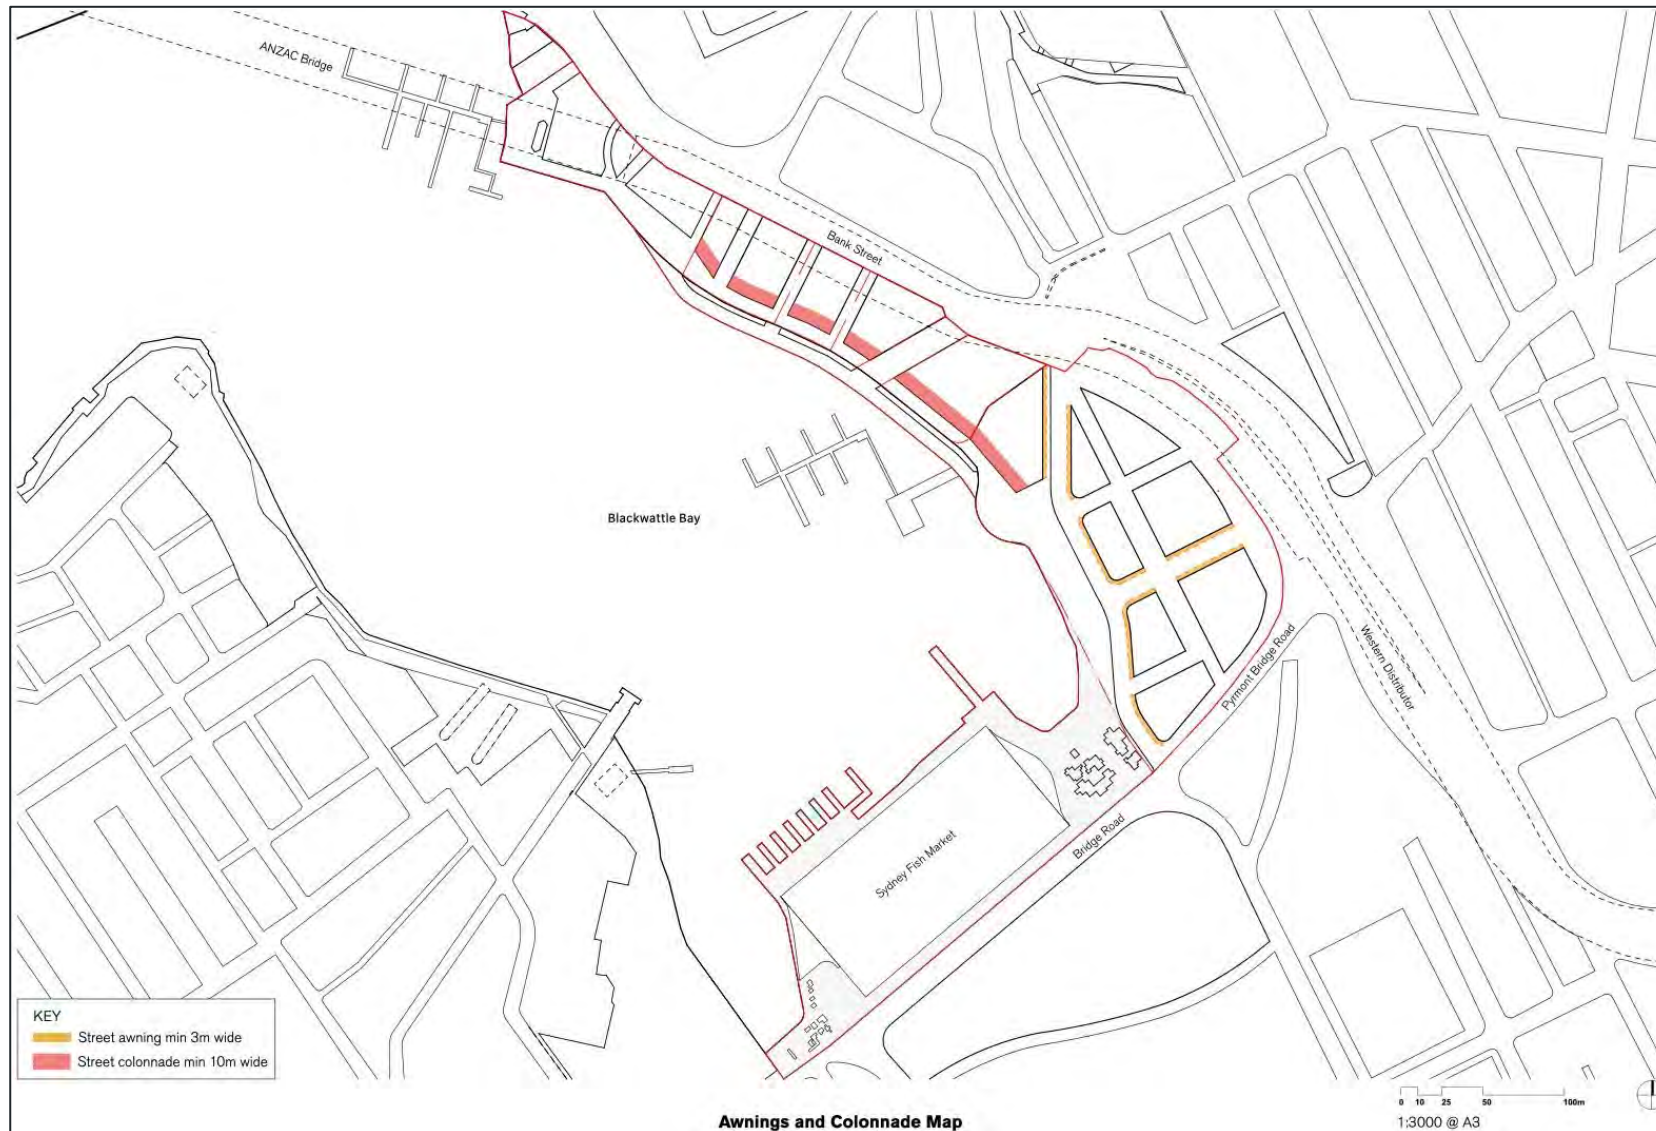 ANZAC Bridge
Bank Street
Blackwattle Bay
Western Distributor
Pyrmont Bridge Road
Sydney Fish Market
Bridge Road
KEY
Street awning min 3m wide
Street colonnade min 10m wide
0 10 25 50 100m
Awnings and Colonnade Map
1:3000 @ A3